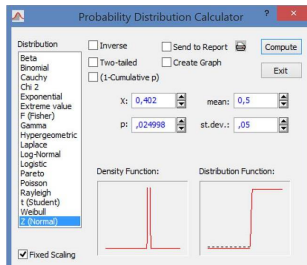 Probability Distribution Calculator
?
×
Distribution
Beta
Binomial
Cauchy
Chi 2
Exponential
Extreme value
F (Fisher)
Gamma
Hypergeometric
Laplace
Log-Normal
Logistic
Pareto
Poisson
Rayleigh
t (Student)
Weibull
Z (Normal)
Fixed Scaling
Inverse
Two-tailed
(1-Cumulative p)
Send to Report
Create Graph
Compute
Exit
X: 0,402
mean: 0,5
p: ,024998
st.dev.: ,05
Density Function:
Distribution Function: